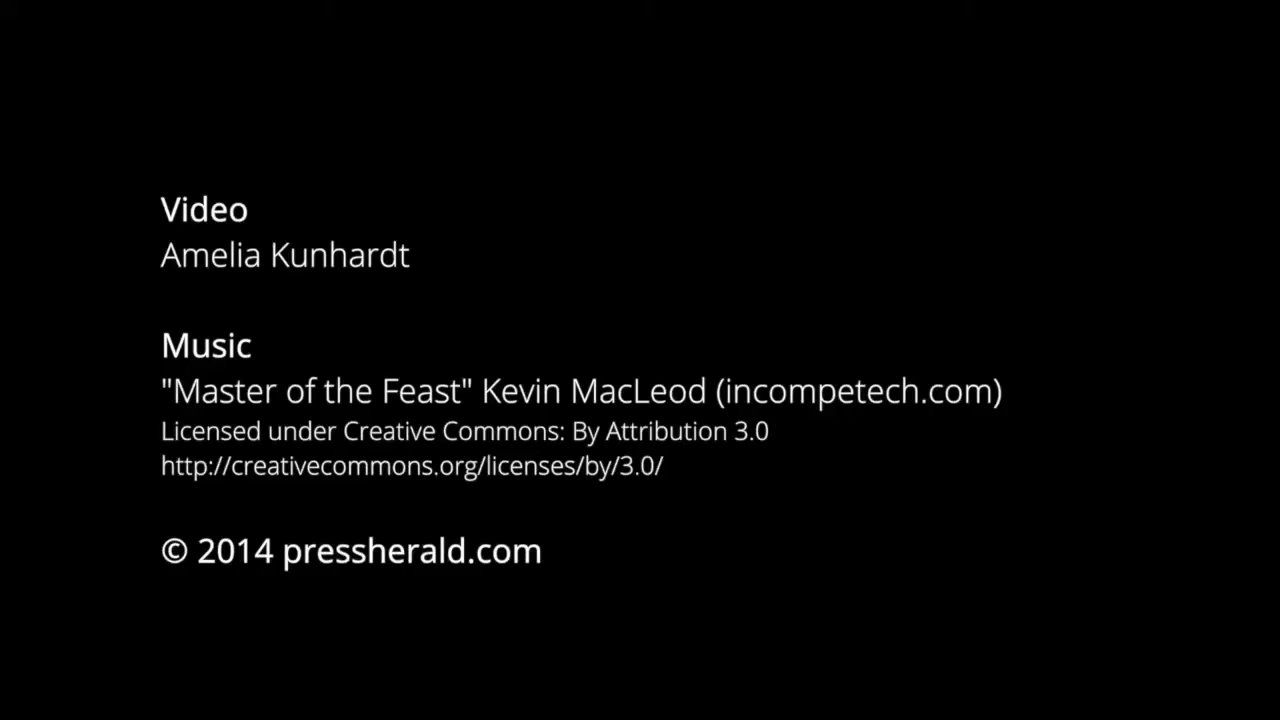 Video
Amelia Kunhardt
Music
"Master of the Feast" Kevin MacLeod (incompetech.com)
Licensed under Creative Commons: By Attribution 3.0
http://creativecommons.org/licenses/by/3.0/
© 2014 pressherald.com